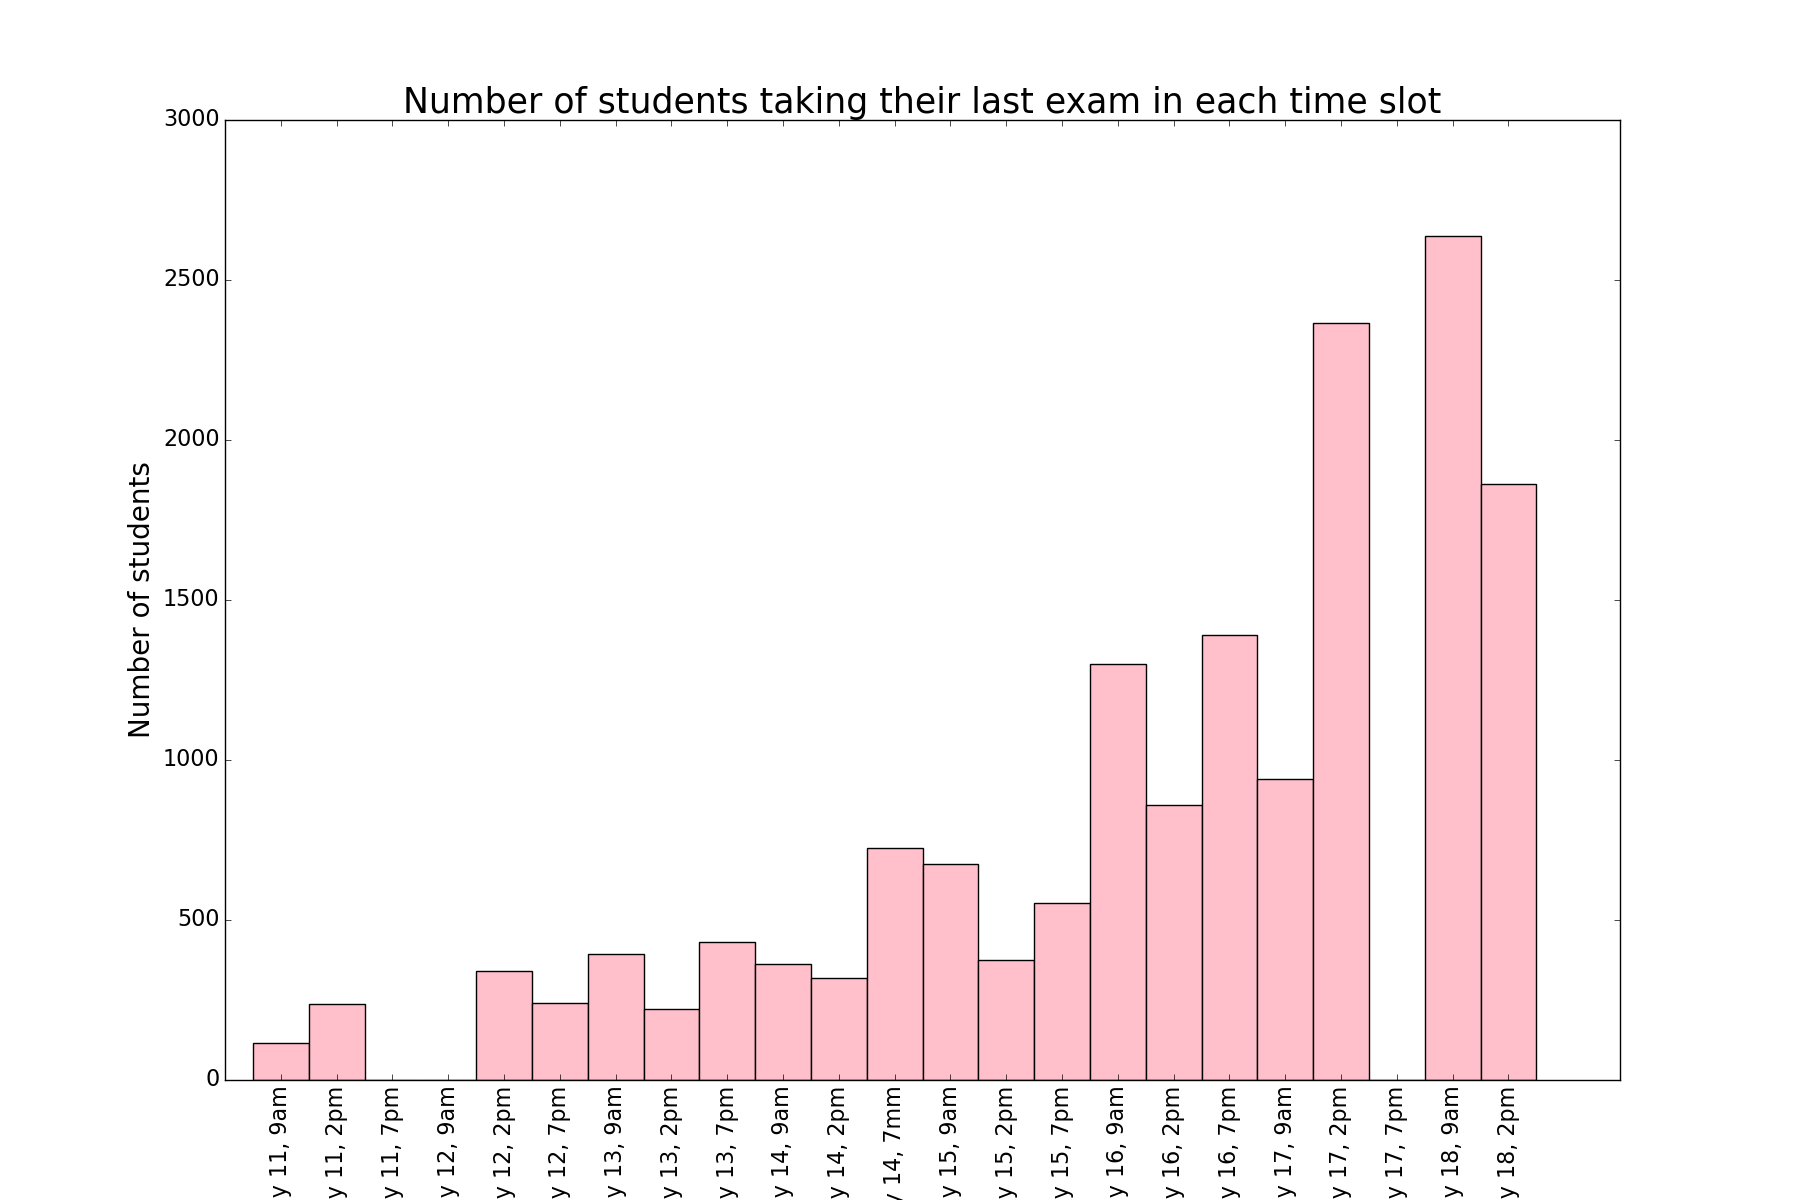 Number of students taking their last exam in each time slot
Number of students
3000
2500
2000
1500
1000
500
0
y 11, 9am
y 11, 2pm
y 11, 7pm
y 12, 9am
y 12, 2pm
y 12, 7pm
y 13, 9am
y 13, 2pm
y 13, 7pm
y 14, 9am
y 14, 2pm
y 14, 7mm
y 15, 9am
y 15, 2pm
y 15, 7pm
y 16, 9am
y 16, 2pm
y 16, 7pm
y 17, 9am
y 17, 2pm
y 17, 7pm
y 18, 9am
y 18, 2pm